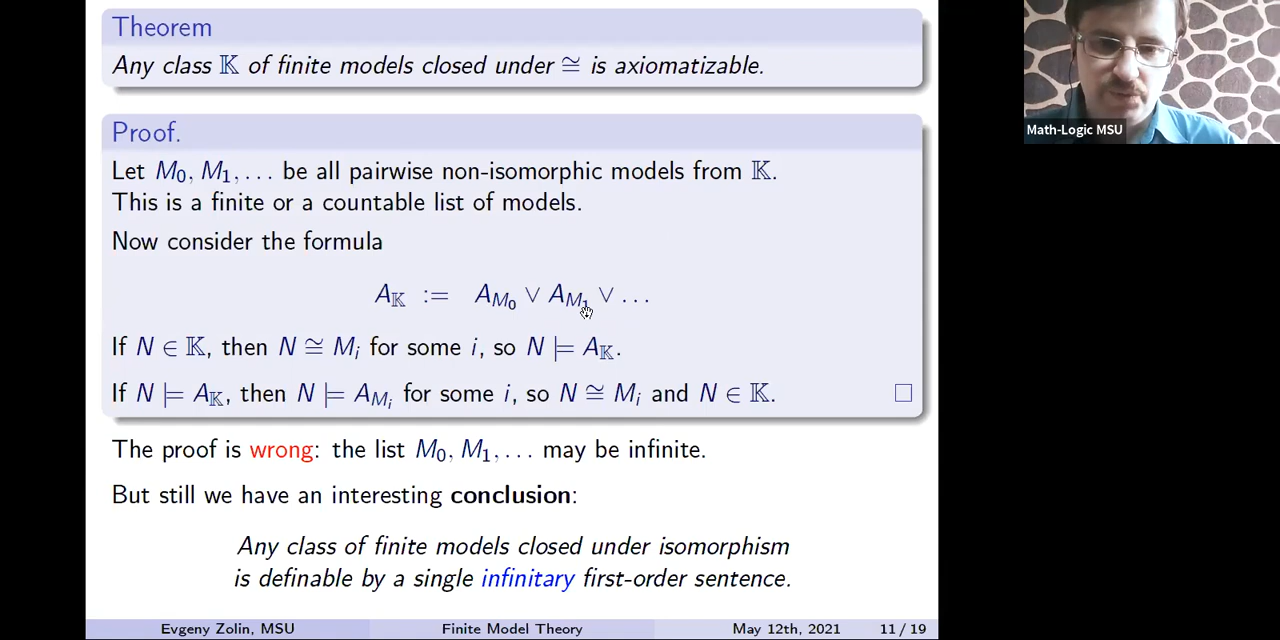 Theorem
Any class 𝕂 of finite models closed under ≅ is axiomatizable.
Proof.
Let M₀, M₁, . . . be all pairwise non-isomorphic models from 𝕂.
This is a finite or a countable list of models.
Now consider the formula
A_𝕂 := A_{M₀} ∨ A_{M₁} ∨ . . .
If N ∈ 𝕂, then N ≅ Mᵢ for some i, so N ⊨ A_𝕂.
If N ⊨ A_𝕂, then N ⊨ A_{Mᵢ} for some i, so N ≅ Mᵢ and N ∈ 𝕂. □
The proof is wrong: the list M₀, M₁, . . . may be infinite.
But still we have an interesting conclusion:
Any class of finite models closed under isomorphism
is definable by a single infinitary first-order sentence.
Evgeny Zolin, MSU Finite Model Theory May 12th, 2021 11 / 19
Math-Logic MSU